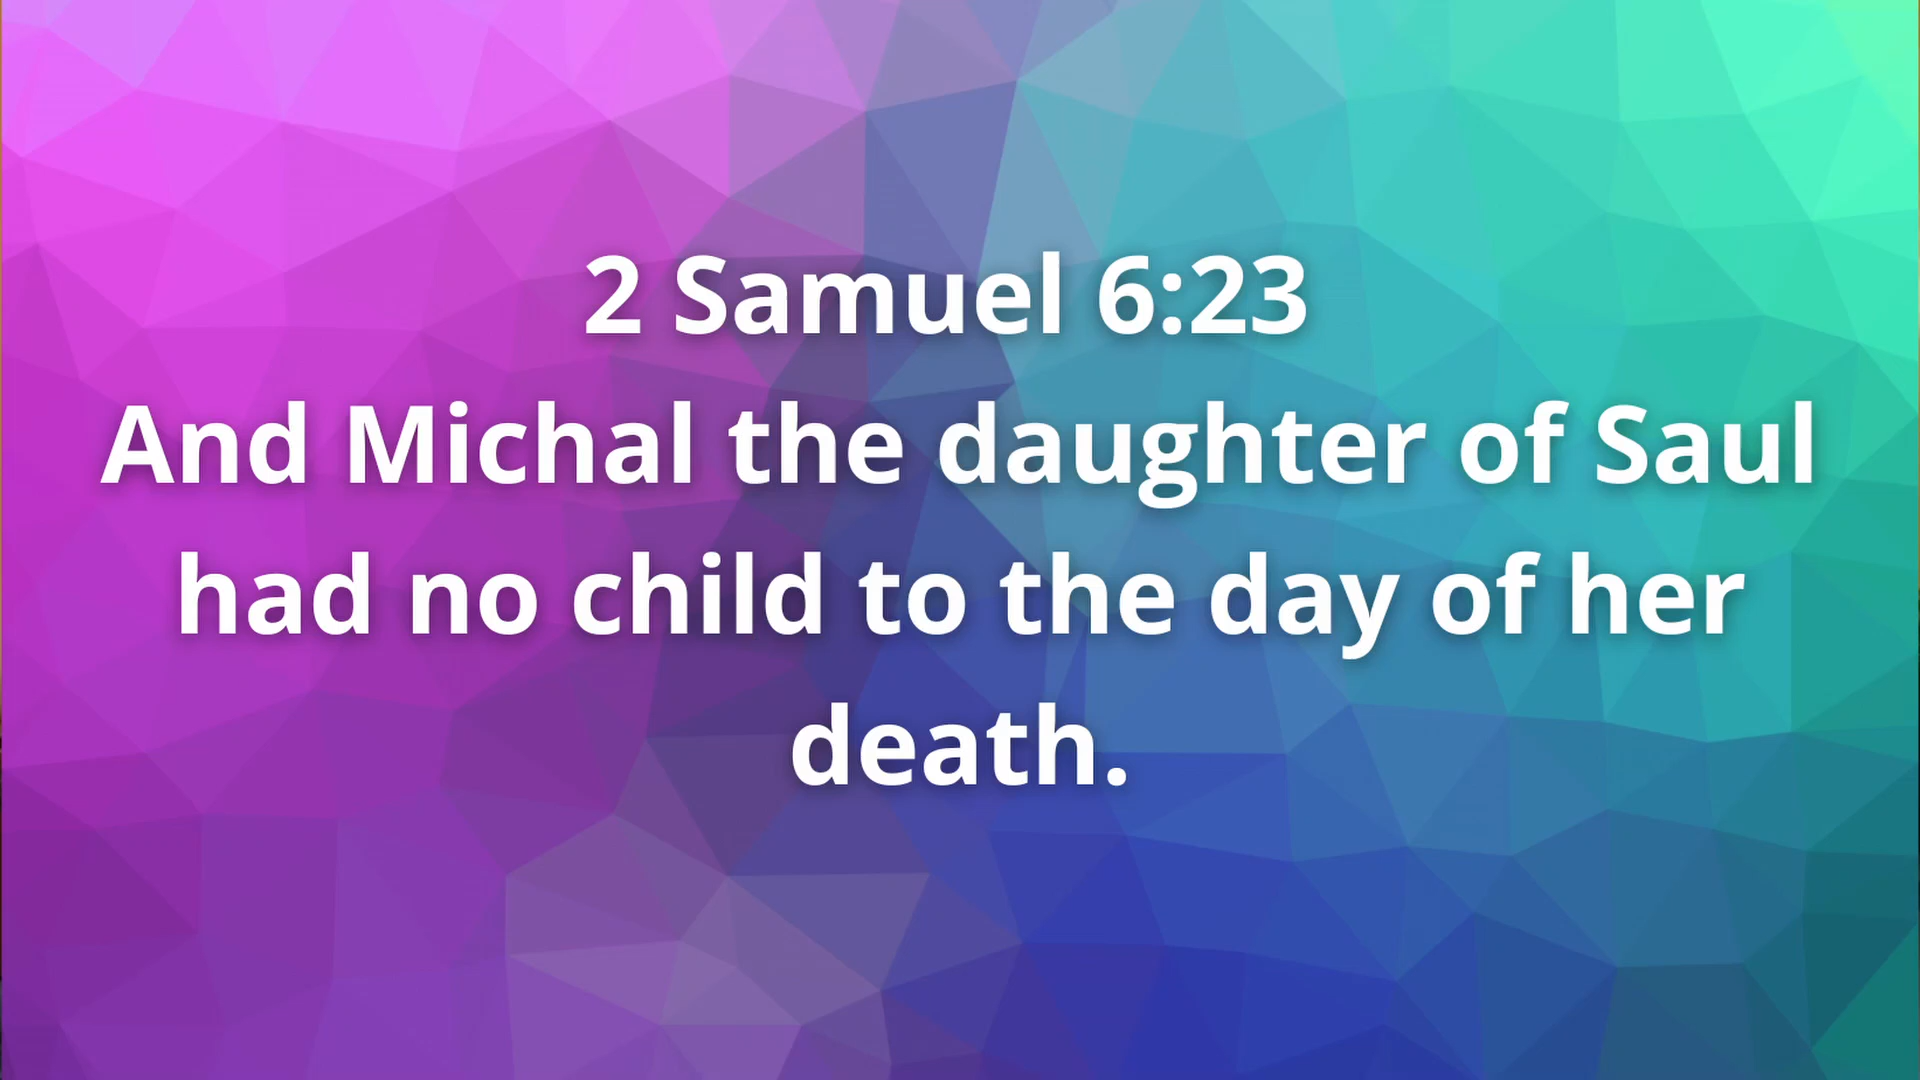 2 Samuel 6:23
And Michal the daughter of Saul
had no child to the day of her
death.